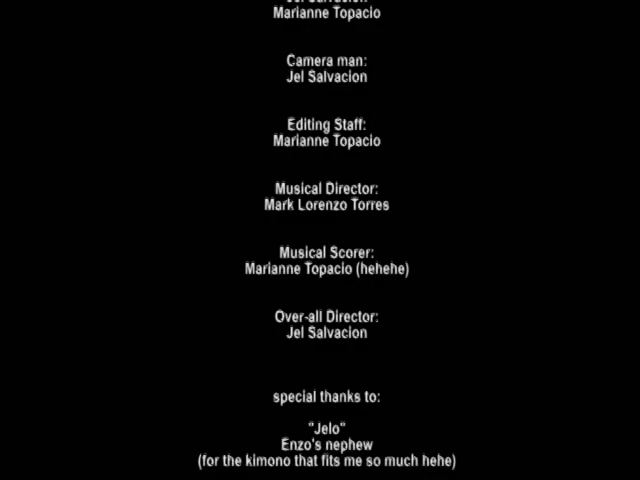 Jel Salvacion
Marianne Topacio
Camera man:
Jel Salvacion
Editing Staff:
Marianne Topacio
Musical Director:
Mark Lorenzo Torres
Musical Scorer:
Marianne Topacio (hehehe)
Over-all Director:
Jel Salvacion
special thanks to:
"Jelo"
Enzo's nephew
(for the kimono that fits me so much hehe)